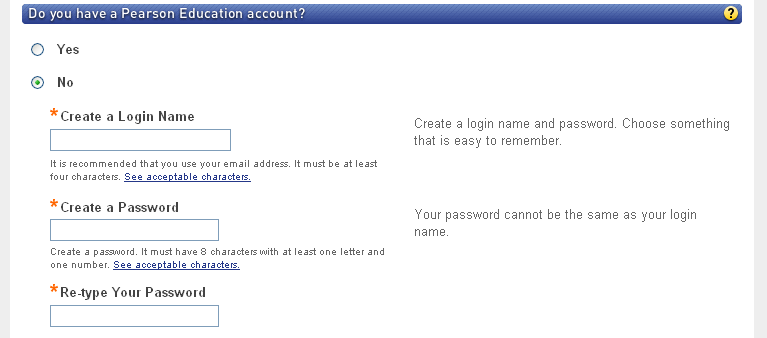 Do you have a Pearson Education account?
?
Yes
No
*Create a Login Name
It is recommended that you use your email address. It must be at least
four characters. See acceptable characters.
Create a login name and password. Choose something
that is easy to remember.
*Create a Password
Create a password. It must have 8 characters with at least one letter and
one number. See acceptable characters.
Your password cannot be the same as your login
name.
*Re-type Your Password